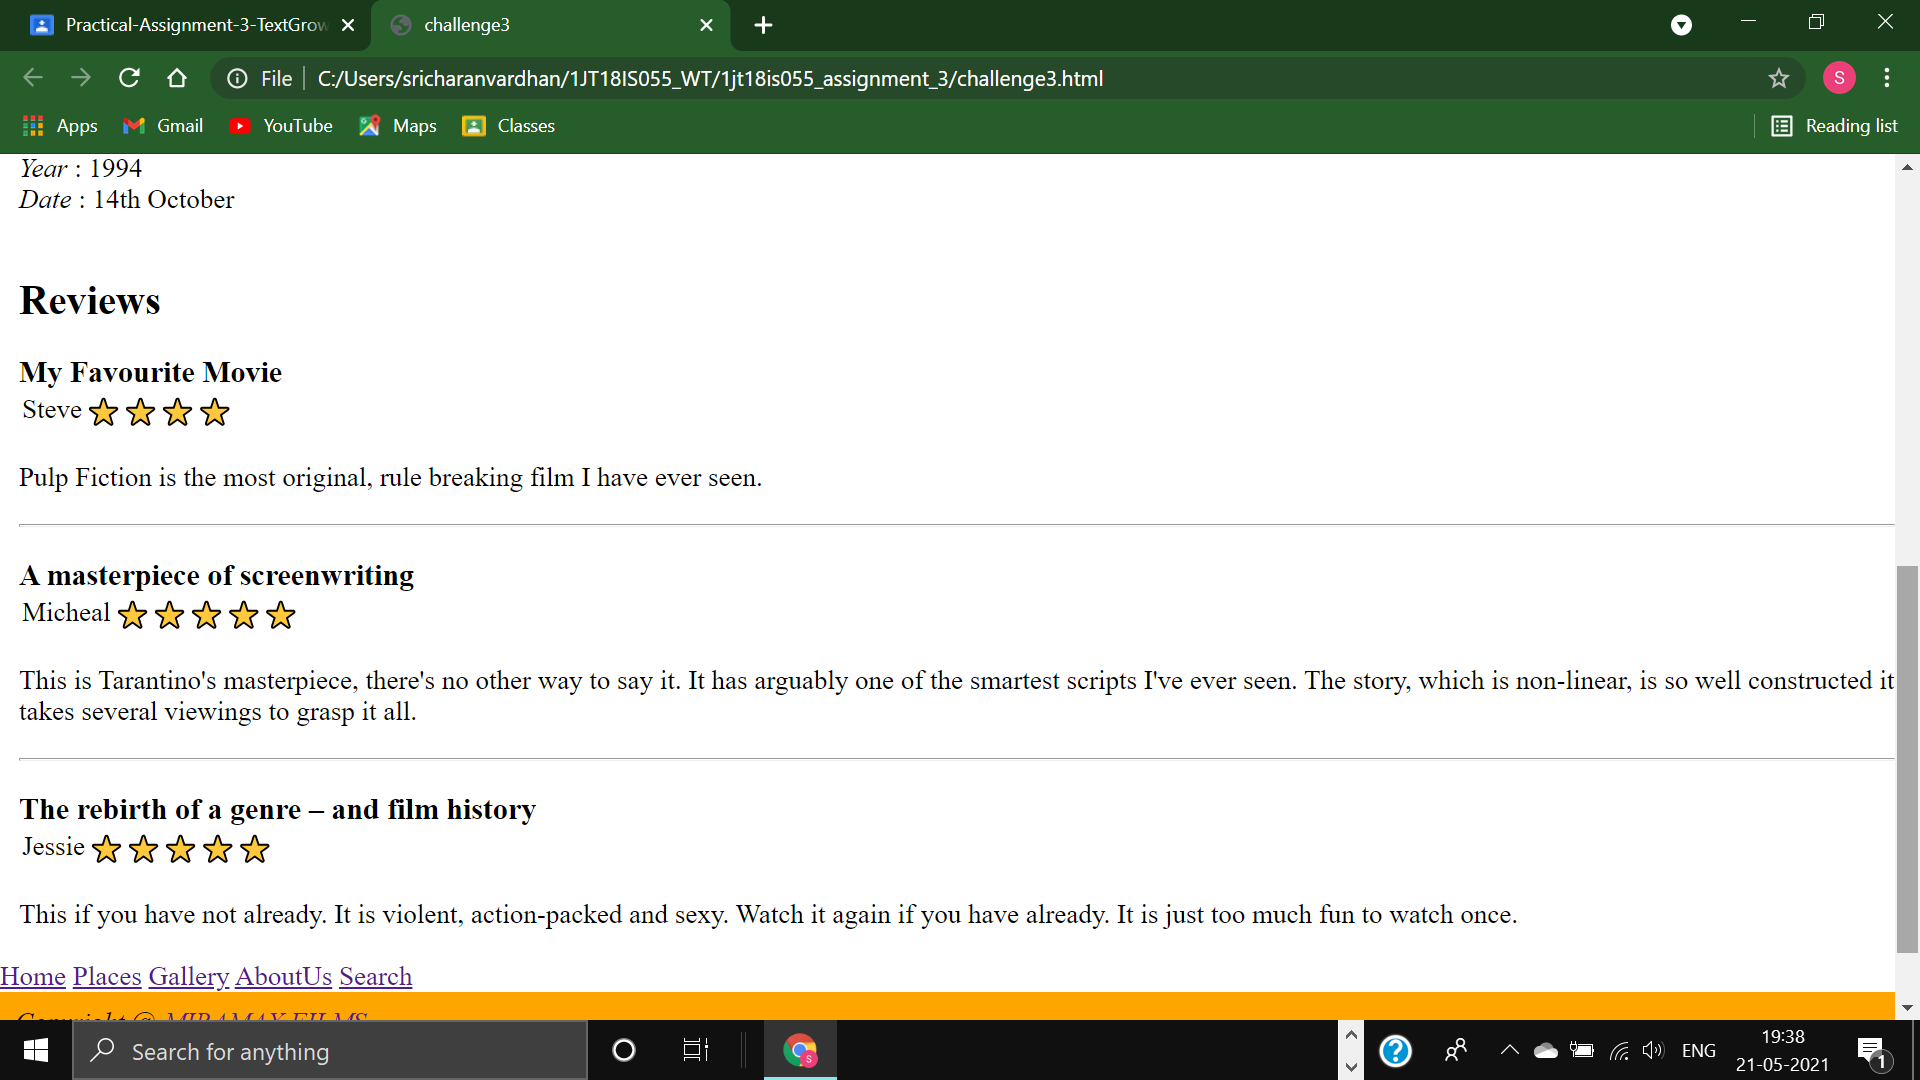 Practical-Assignment-3-TextGrow
challenge3
File
C:/Users/sricharanvardhan/1JT18IS055_WT/1jt18is055_assignment_3/challenge3.html
S
Apps
Gmail
YouTube
Maps
Classes
Reading list
Year : 1994
Date : 14th October
Reviews
My Favourite Movie
Steve
Pulp Fiction is the most original, rule breaking film I have ever seen.
A masterpiece of screenwriting
Micheal
This is Tarantino's masterpiece, there's no other way to say it. It has arguably one of the smartest scripts I've ever seen. The story, which is non-linear, is so well constructed it
takes several viewings to grasp it all.
The rebirth of a genre – and film history
Jessie
This if you have not already. It is violent, action-packed and sexy. Watch it again if you have already. It is just too much fun to watch once.
Home Places Gallery AboutUs Search
Copyright @ MIRAMAX FILMS
Search for anything
S
ENG
19:38
21-05-2021
1